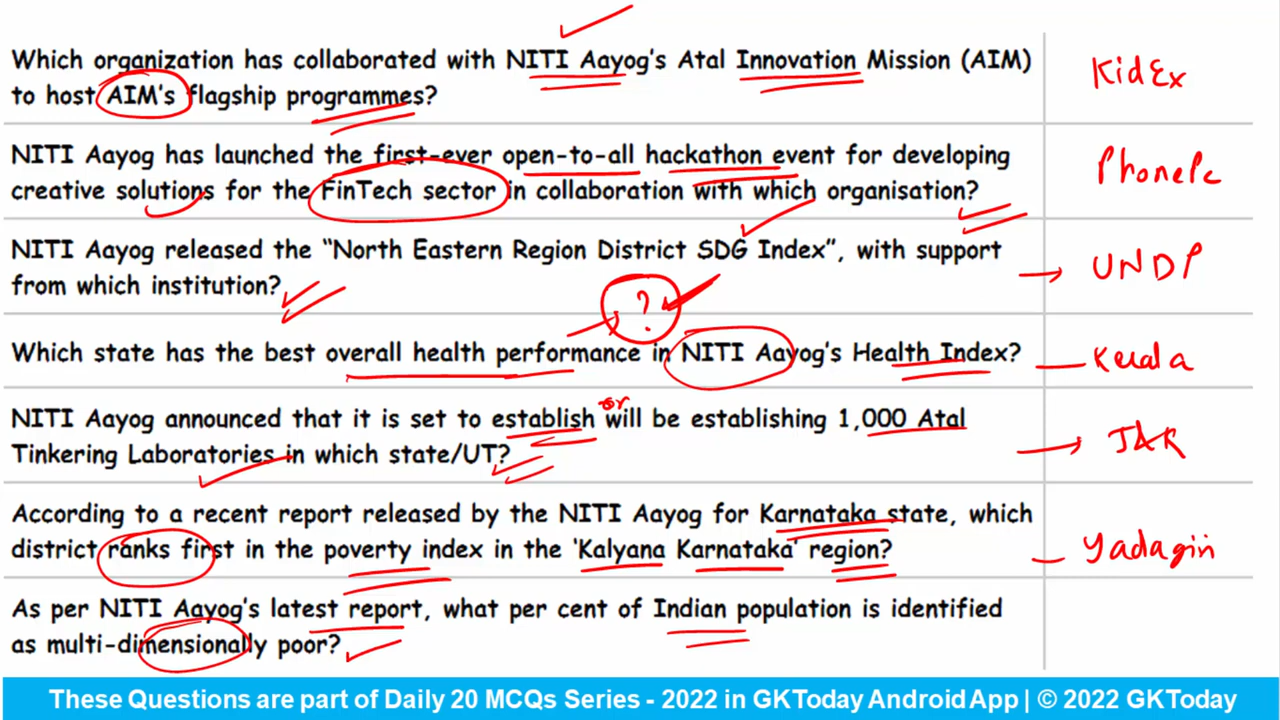 Which organization has collaborated with NITI Aayog's Atal Innovation Mission (AIM)
to host AIM's flagship programmes?
KidEx
NITI Aayog has launched the first-ever open-to-all hackathon event for developing
creative solutions for the FinTech sector in collaboration with which organisation?
PhonePe
NITI Aayog released the “North Eastern Region District SDG Index”, with support
from which institution?
UNDP
?
Which state has the best overall health performance in NITI Aayog's Health Index?
Kerala
or
NITI Aayog announced that it is set to establish will be establishing 1,000 Atal
Tinkering Laboratories in which state/UT?
J&K
According to a recent report released by the NITI Aayog for Karnataka state, which
district ranks first in the poverty index in the 'Kalyana Karnataka' region?
Yadagiri
As per NITI Aayog's latest report, what per cent of Indian population is identified
as multi-dimensionally poor?
These Questions are part of Daily 20 MCQs Series - 2022 in GKToday Android App | © 2022 GKToday